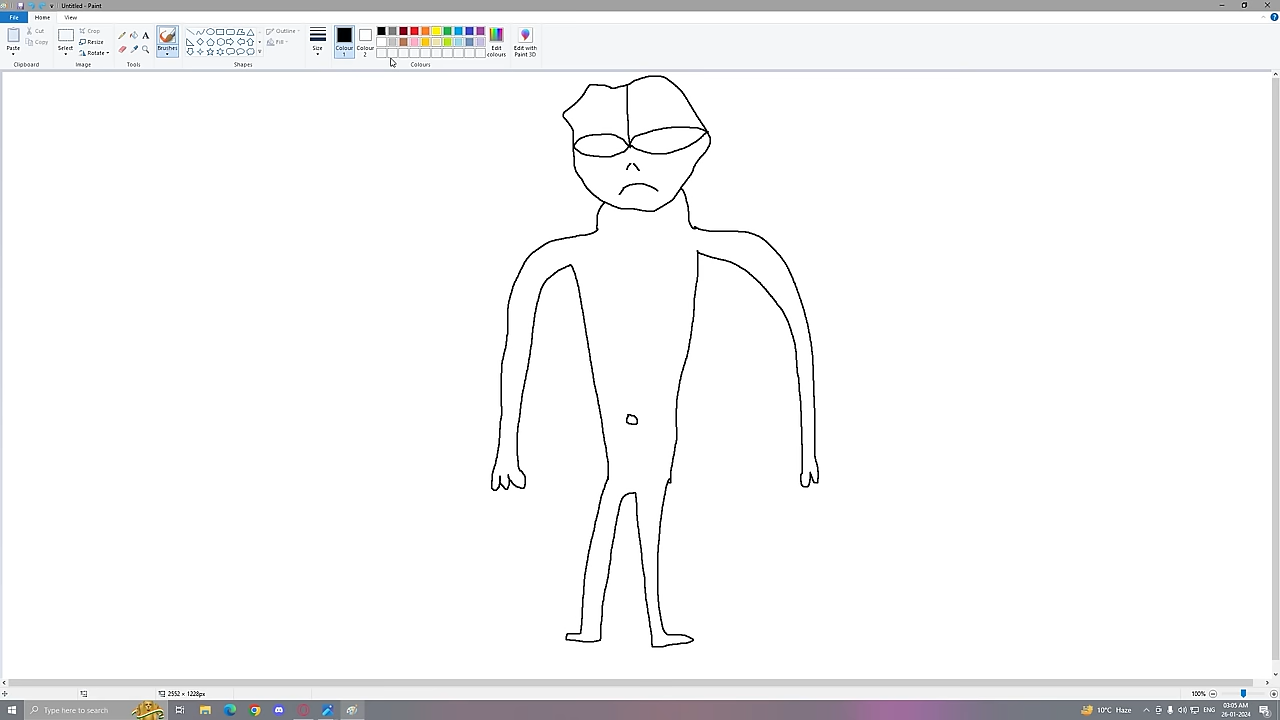 Untitled - Paint
File Home View
Paste Cut Copy Select Crop Resize Rotate A Brushes Outline Fill Size Colour 1 Colour 2 Edit colours Edit with Paint 3D
Clipboard Image Tools Shapes Colours
2552 × 1228px 100%
Type here to search 10°C Haze ENG 03:05 AM
26-01-2024